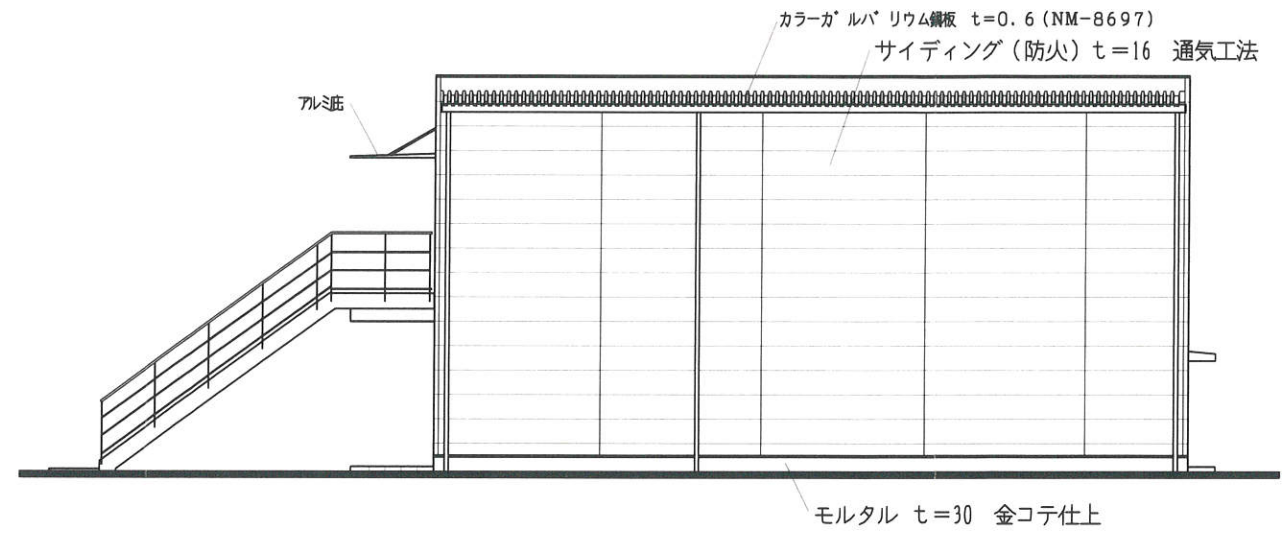 カラーガルバリウム鋼板 t=0.6(NM-8697)
サイディング(防火)t=16 通気工法
アルミ庇
モルタル t=30 金コテ仕上